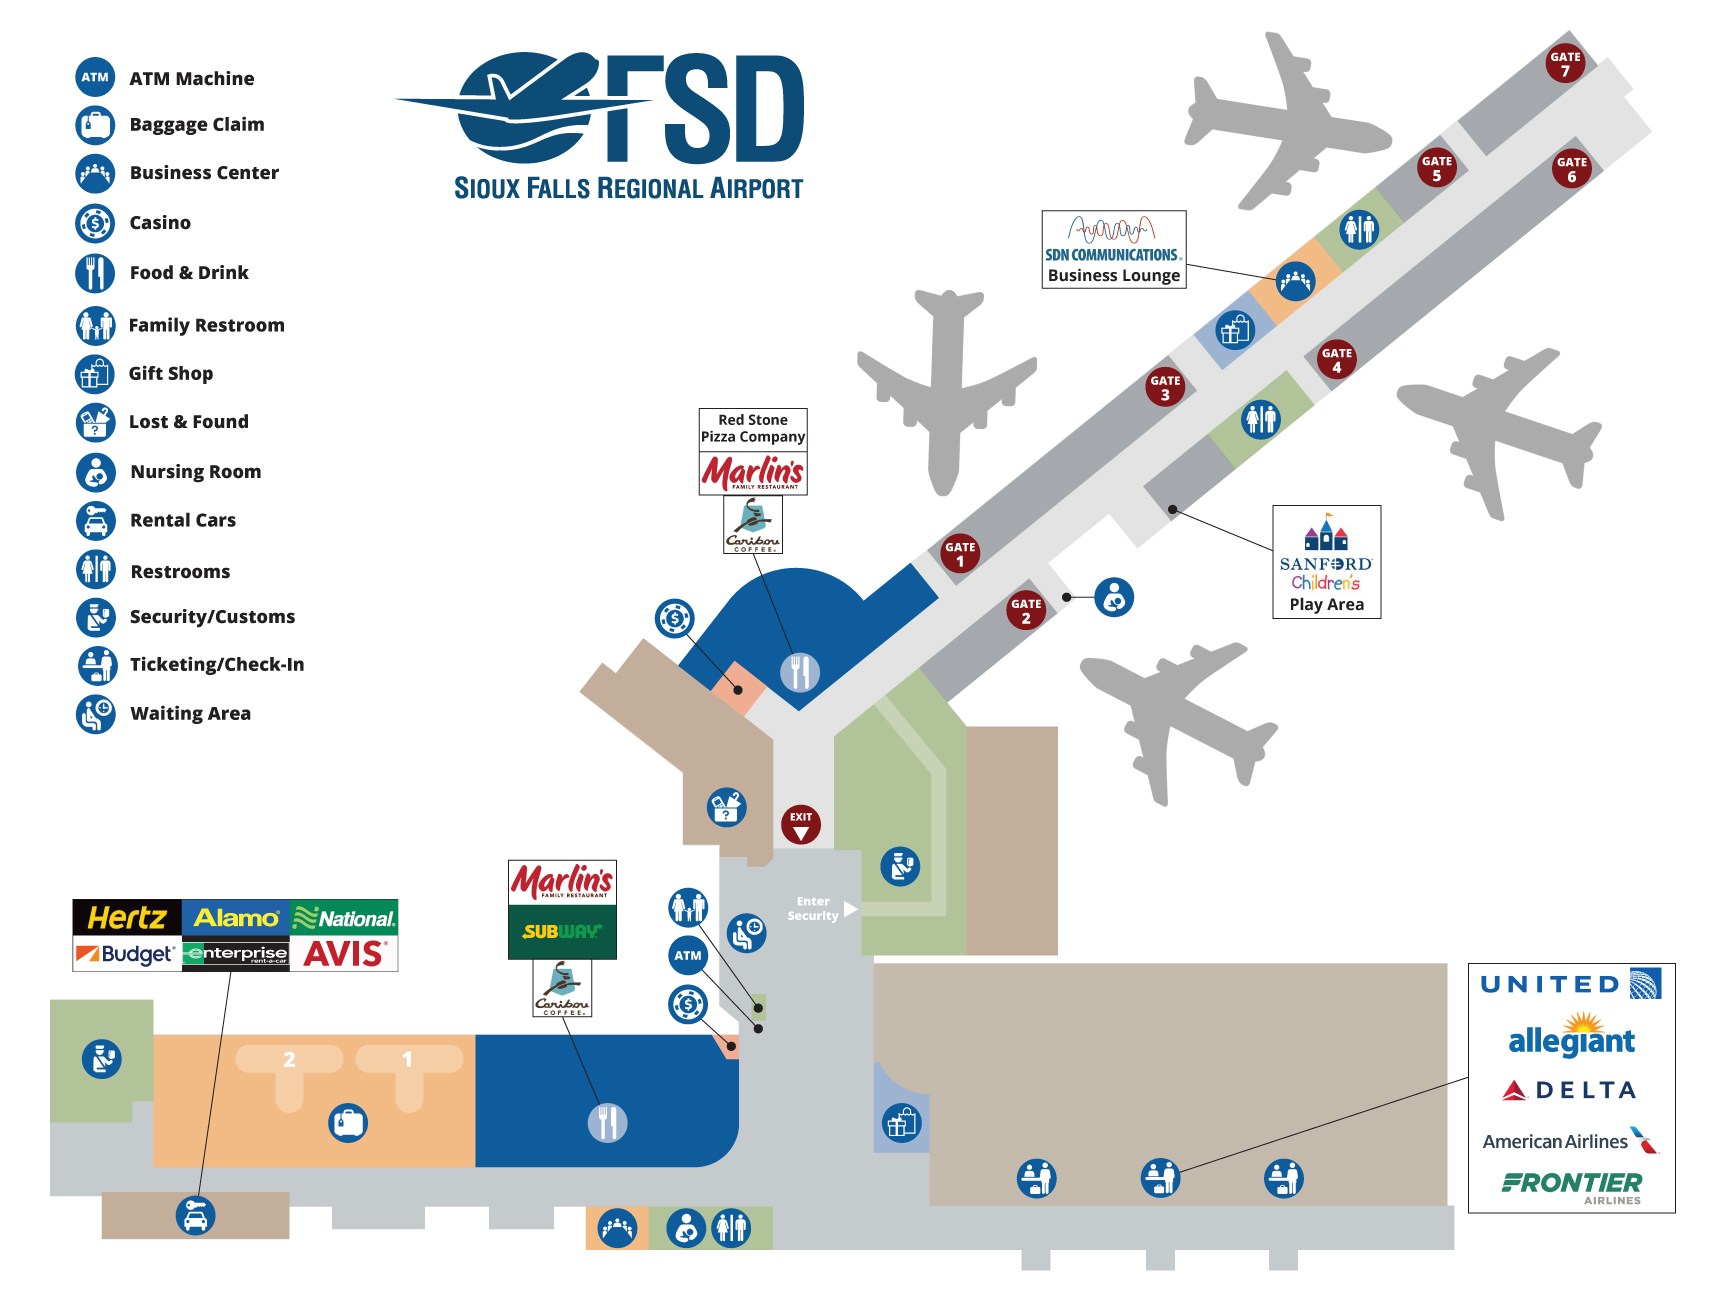 ATM
ATM Machine
Baggage Claim
Business Center
$
Casino
Food & Drink
Family Restroom
Gift Shop
?
Lost & Found
Nursing Room
Rental Cars
Restrooms
Security/Customs
Ticketing/Check-In
Waiting Area
FSD
SIOUX FALLS REGIONAL AIRPORT
GATE
7
GATE
5
GATE
6
SDN COMMUNICATIONS
Business Lounge
GATE
3
GATE
4
Red Stone
Pizza Company
Marlin's
FAMILY RESTAURANT
Caribou
COFFEE®
GATE
1
GATE
2
SANFORD®
Children's
Play Area
$
?
EXIT
Enter
Security
Marlin's
FAMILY RESTAURANT
SUBWAY
Caribou
COFFEE®
ATM
$
Hertz
Alamo®
National®
Budget®
enterprise
rent-a-car
AVIS®
2
1
UNITED
allegiant
DELTA
American Airlines
FRONTIER
AIRLINES